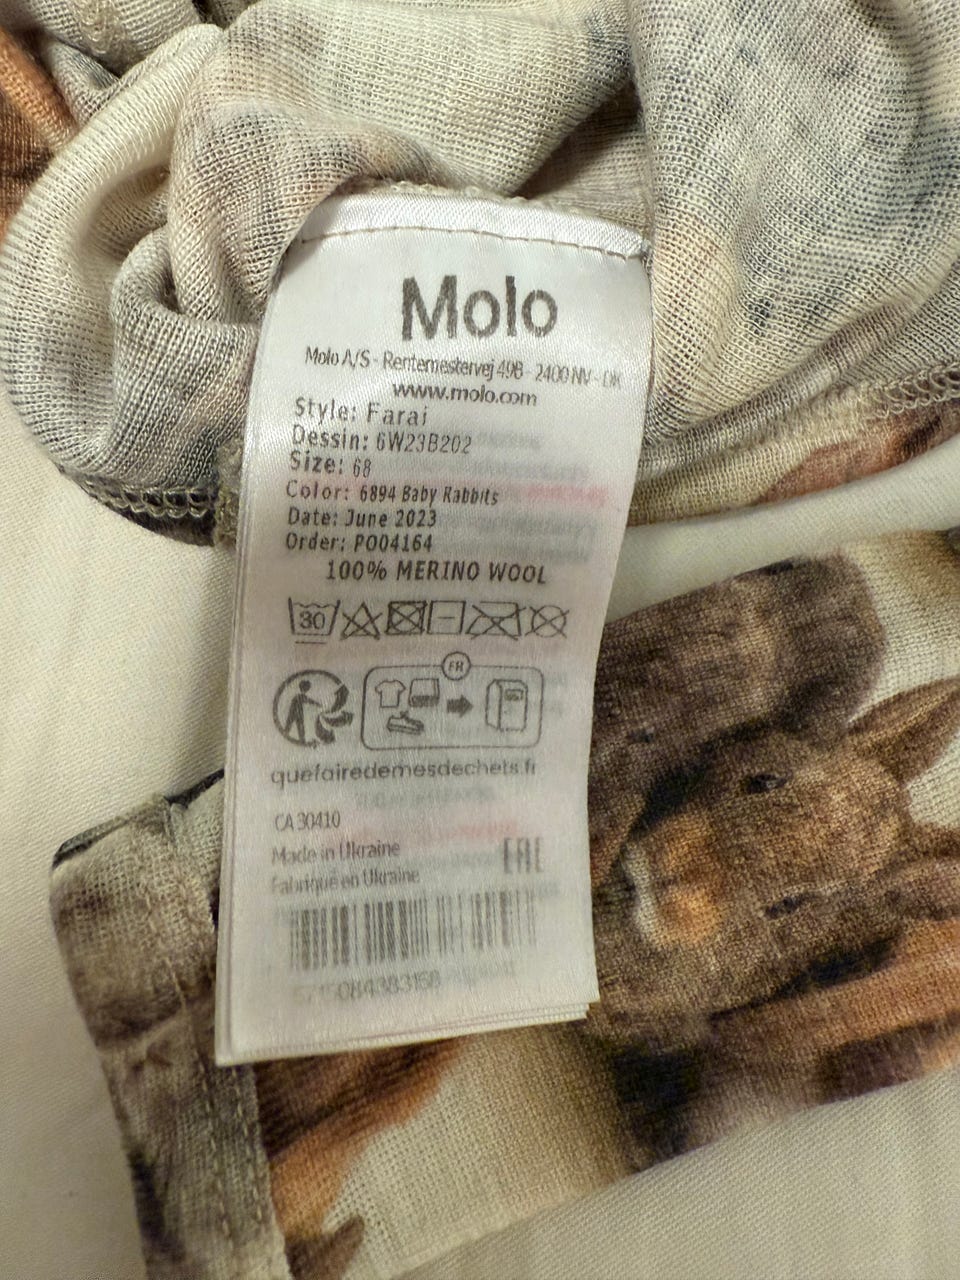 Molo
Molo A/S - Rentemestervej 49B - 2400 NV - DK
www.molo.com
Style: Farai
Dessin: 6W23B202
Size: 68
Color: 6894 Baby Rabbits
Date: June 2023
Order: PO04164
100% MERINO WOOL
30
FR
quefairedemesdechets.fr
CA 30410
Made in Ukraine
EAC
Fabriqué en Ukraine
5715084383158